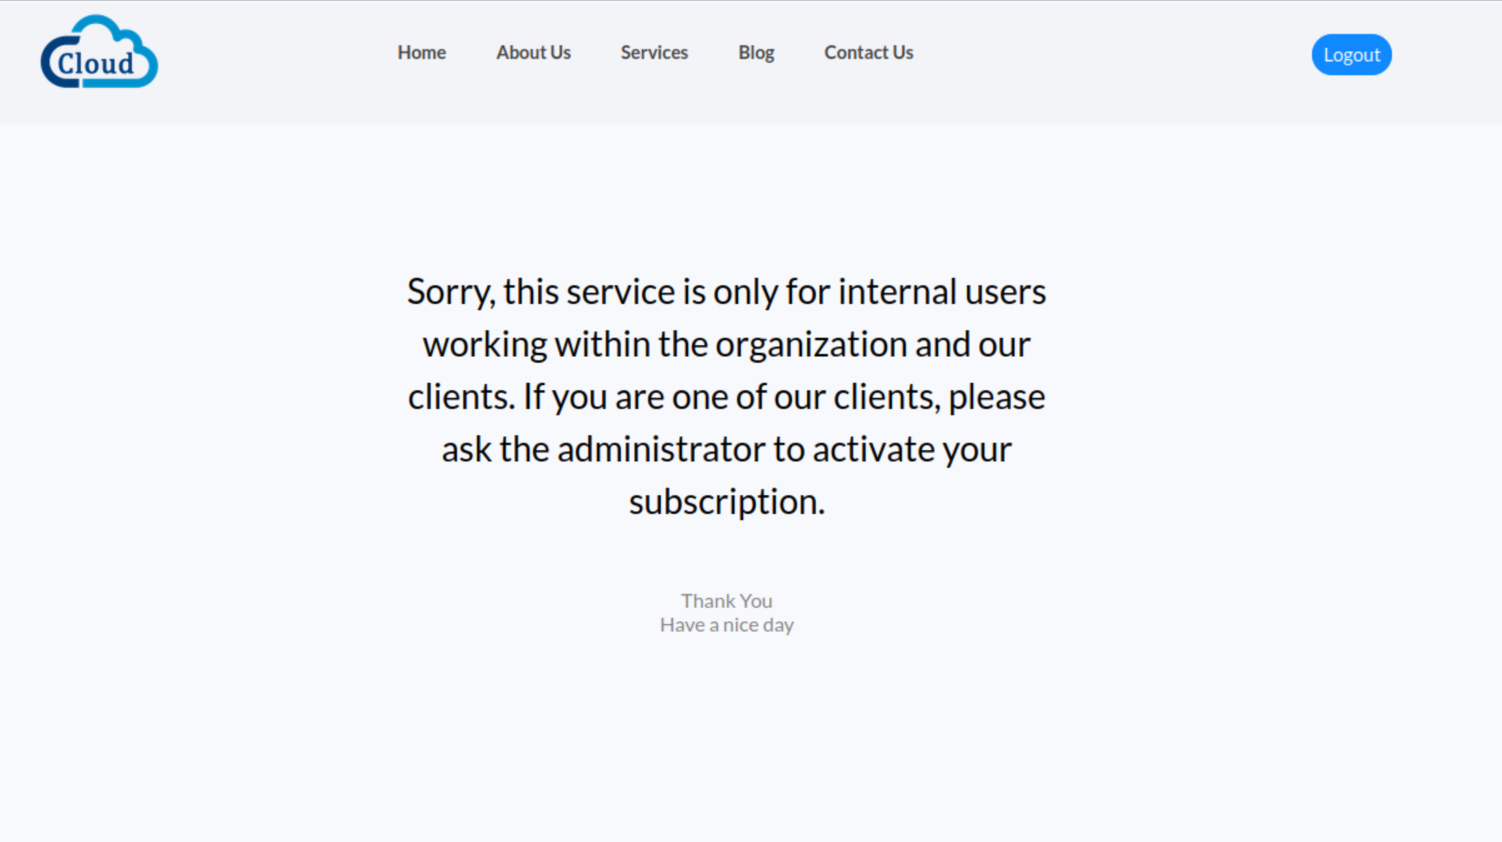 Cloud
Home About Us Services Blog Contact Us
Logout
Sorry, this service is only for internal users
working within the organization and our
clients. If you are one of our clients, please
ask the administrator to activate your
subscription.
Thank You
Have a nice day